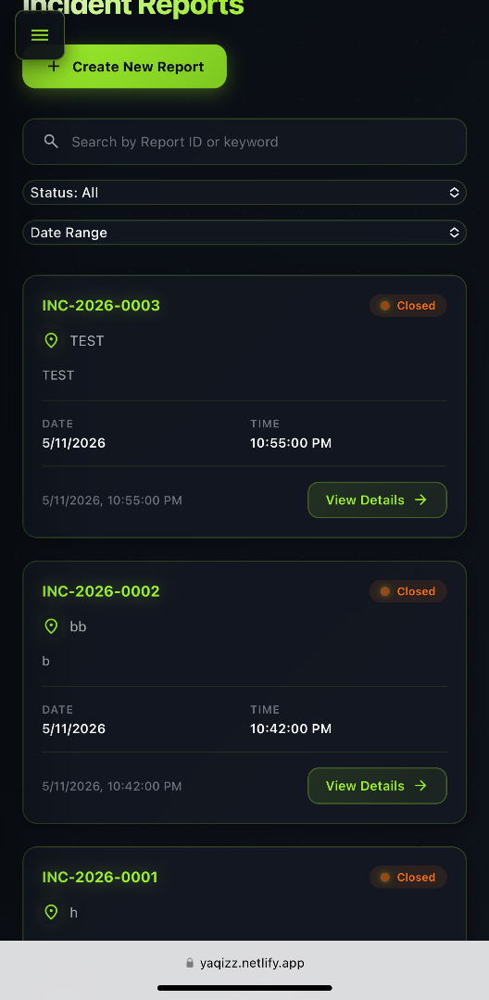 Incident Reports
+ Create New Report
Search by Report ID or keyword
Status: All
Date Range
INC-2026-0003
Closed
TEST
TEST
DATE
TIME
5/11/2026
10:55:00 PM
5/11/2026, 10:55:00 PM
View Details →
INC-2026-0002
Closed
bb
b
DATE
TIME
5/11/2026
10:42:00 PM
5/11/2026, 10:42:00 PM
View Details →
INC-2026-0001
Closed
h
yaqizz.netlify.app